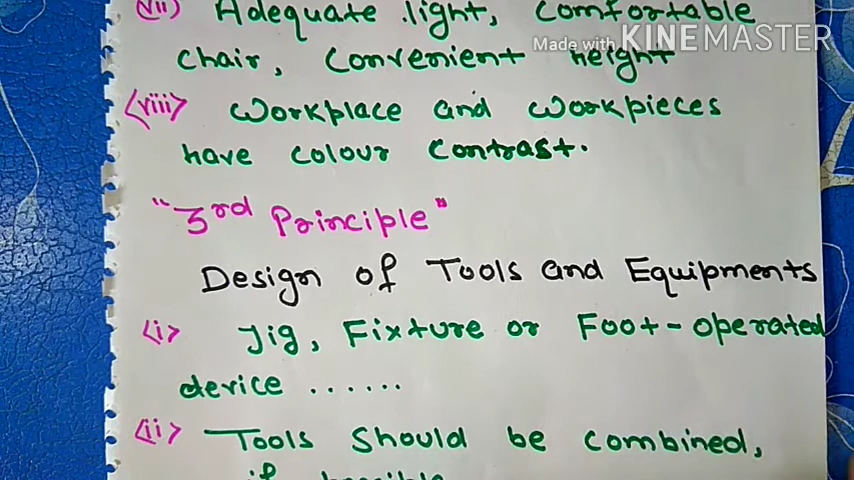 (vii) Adequate light, comfortable
Made with KINEMASTER
chair, convenient height
<viii> Workplace and workpieces
have colour contrast.
"3rd Principle"
Design of Tools and Equipments
<i> Jig, Fixture or Foot-operated
device ......
<ii> Tools should be combined,
if